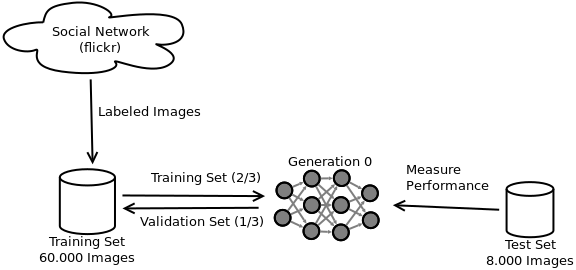 Social Network
(flickr)
Labeled Images
Generation 0
Training Set (2/3)
Validation Set (1/3)
Measure
Performance
Training Set
60.000 Images
Test Set
8.000 Images